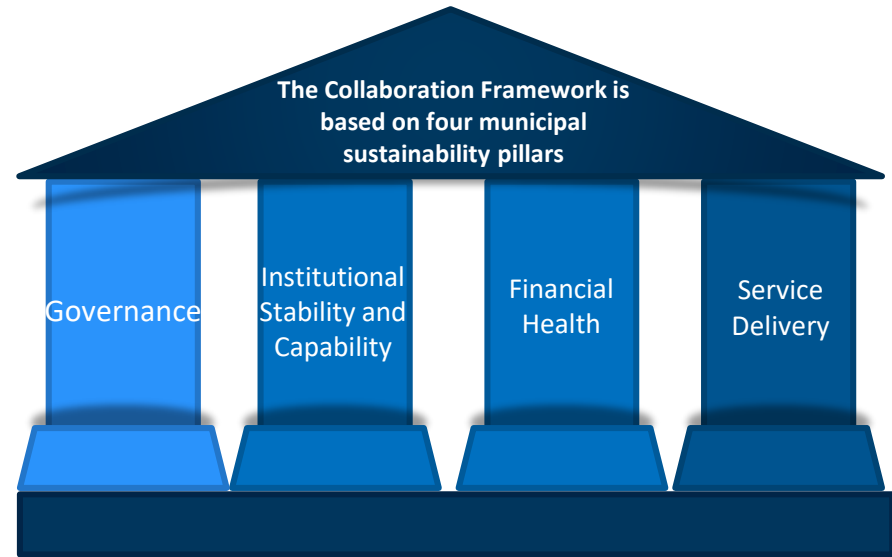 The Collaboration Framework is
based on four municipal
sustainability pillars
Governance
Institutional
Stability and
Capability
Financial
Health
Service
Delivery